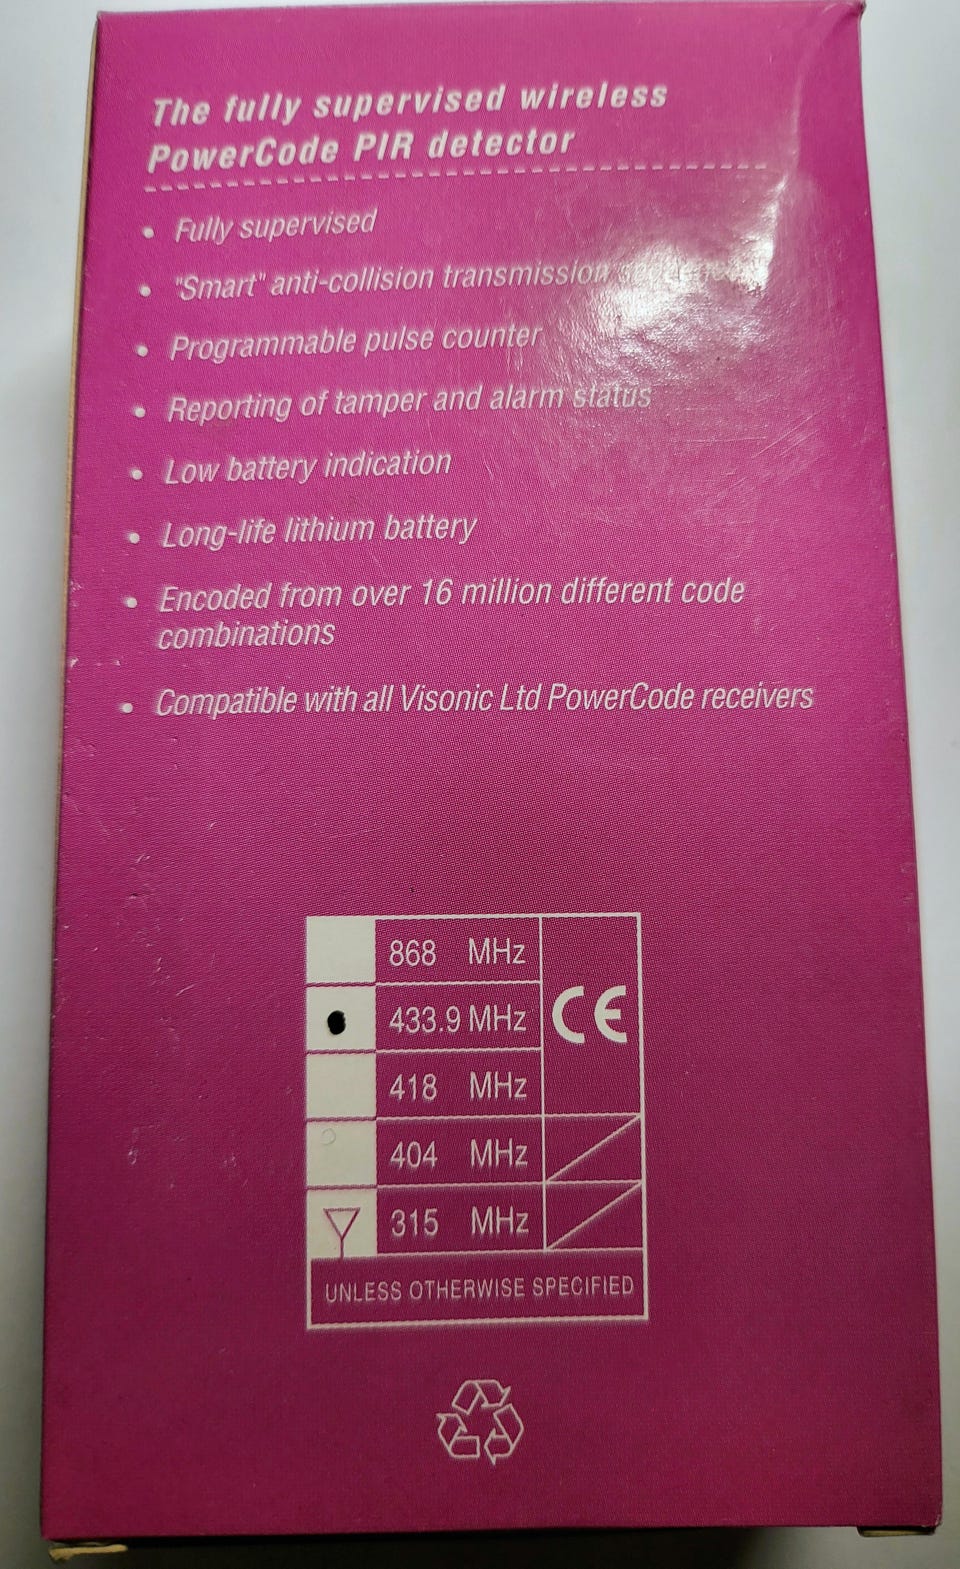 The fully supervised wireless
PowerCode PIR detector
• Fully supervised
• "Smart" anti-collision transmission
• Programmable pulse counter
• Reporting of tamper and alarm status
• Low battery indication
• Long-life lithium battery
• Encoded from over 16 million different code
combinations
• Compatible with all Visonic Ltd PowerCode receivers
868 MHz
433.9 MHz
CE
418 MHz
404 MHz
315 MHz
UNLESS OTHERWISE SPECIFIED